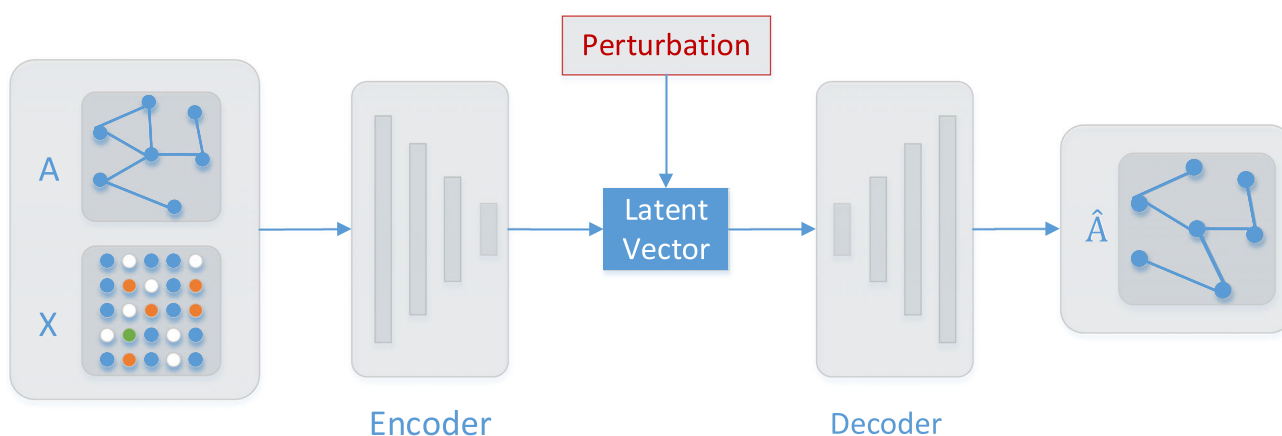 Perturbation
A
X
Latent
Vector
Â
Encoder
Decoder